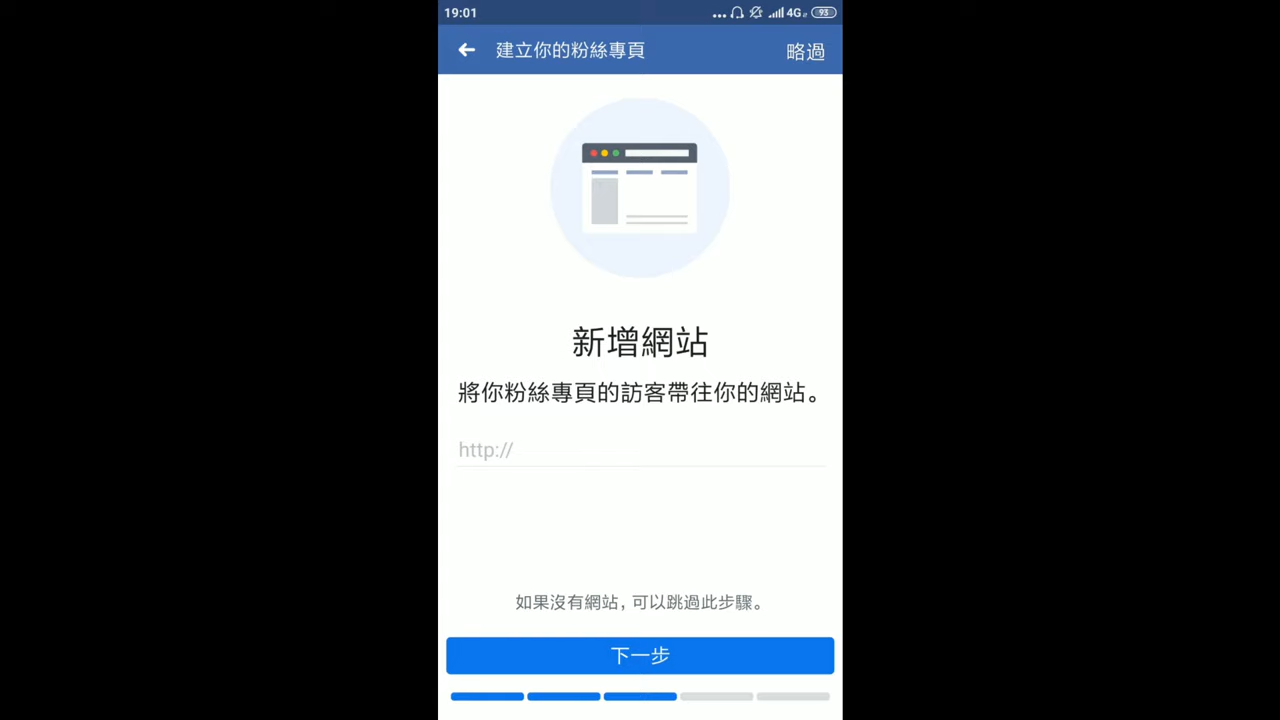 19:01
4G
93
建立你的粉絲專頁
略過
新增網站
將你粉絲專頁的訪客帶往你的網站。
http://
如果沒有網站，可以跳過此步驟。
下一步